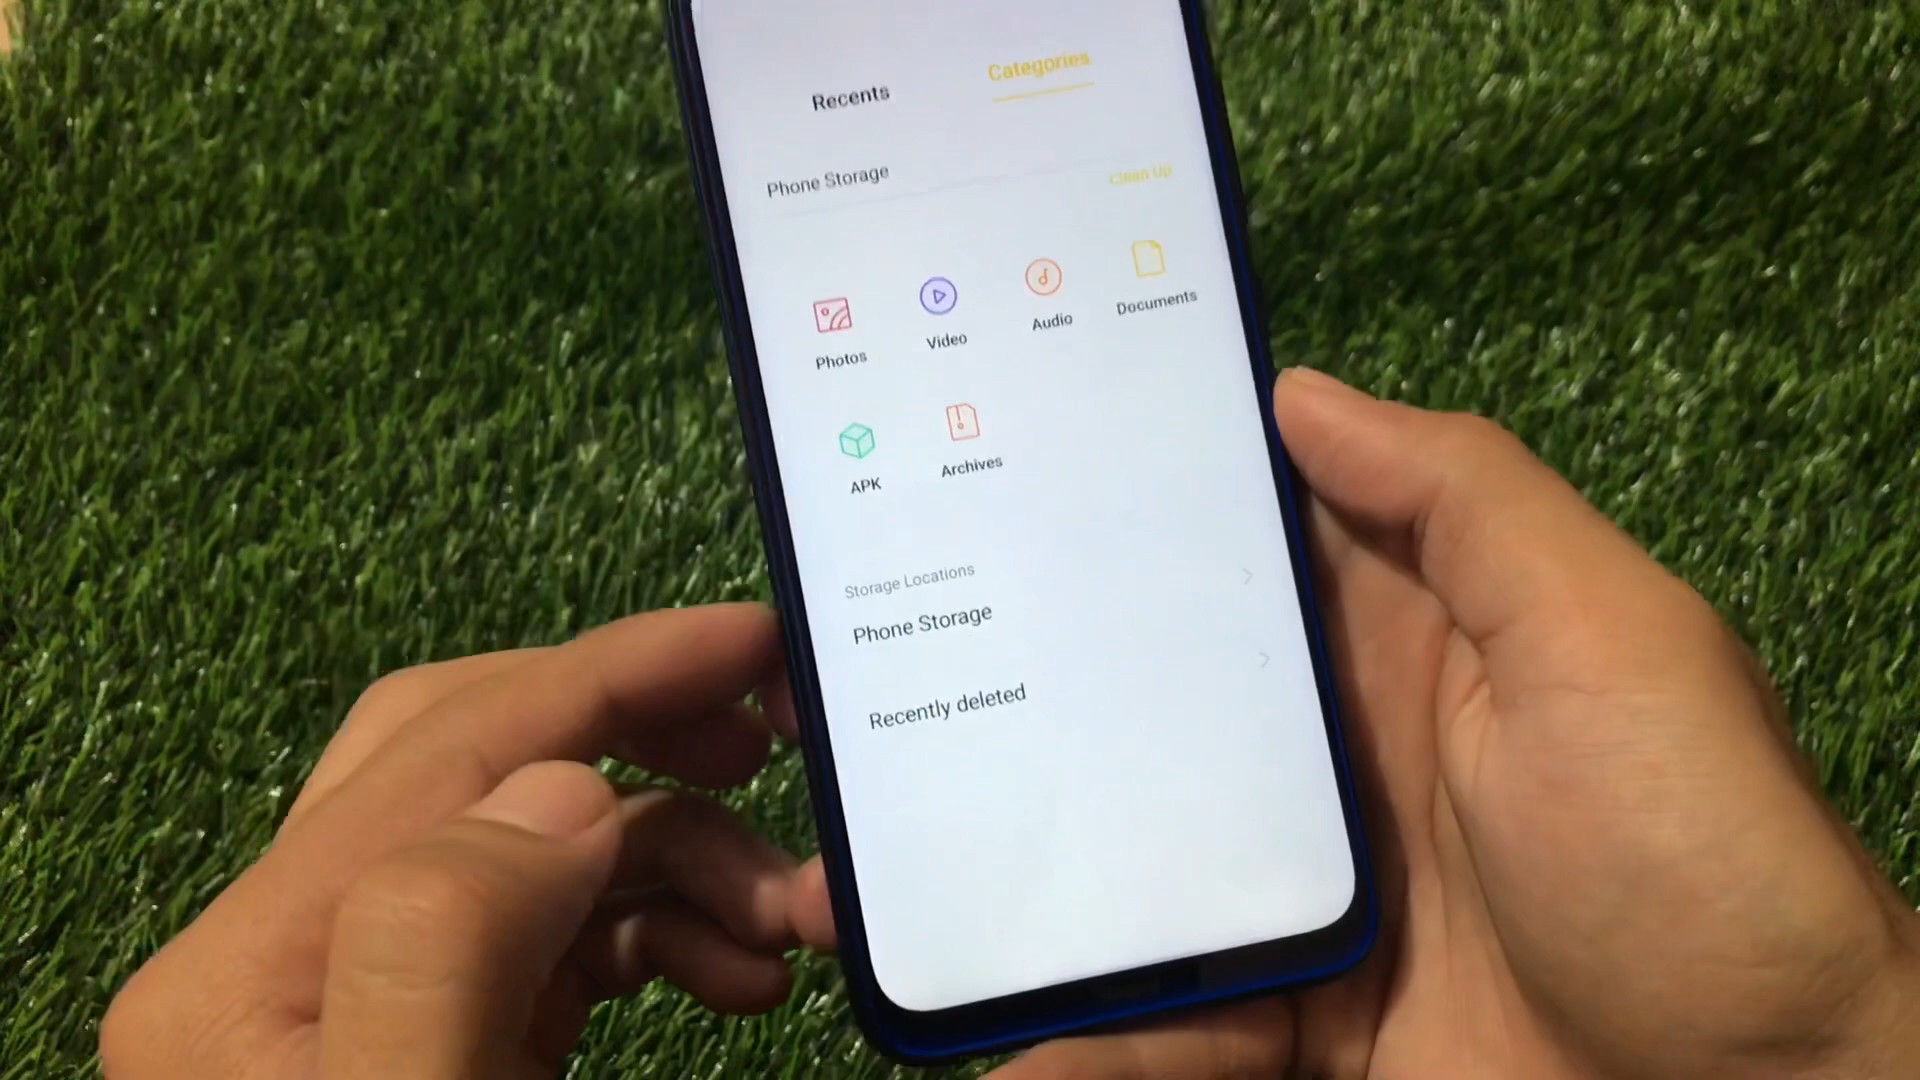 Recents
Categories
Phone Storage
Clean Up
Photos
Video
Audio
Documents
APK
Archives
Storage Locations
Phone Storage
Recently deleted